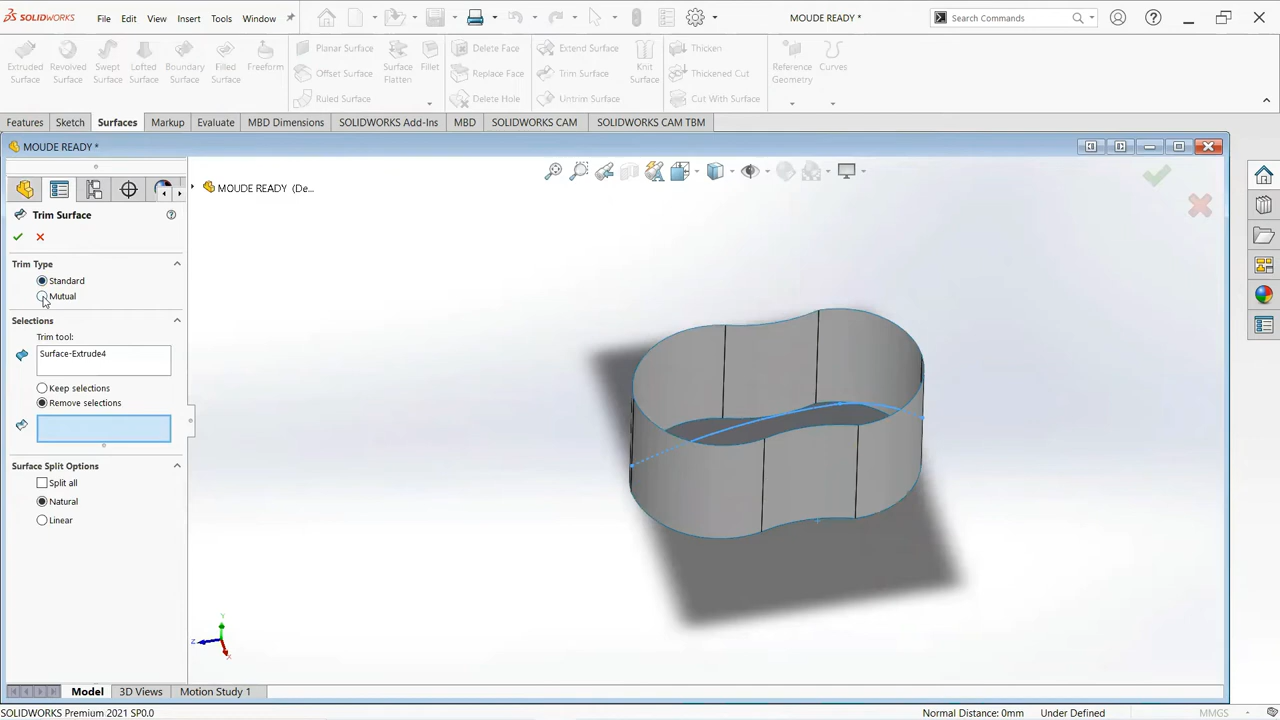 SOLIDWORKS
File
Edit
View
Insert
Tools
Window
MOUDE READY *
Search Commands
Extruded Surface
Revolved Surface
Swept Surface
Lofted Surface
Boundary Surface
Filled Surface
Freeform
Planar Surface
Offset Surface
Ruled Surface
Surface Flatten
Fillet
Delete Face
Replace Face
Delete Hole
Extend Surface
Trim Surface
Untrim Surface
Knit Surface
Thicken
Thickened Cut
Cut With Surface
Reference Geometry
Curves
Features
Sketch
Surfaces
Markup
Evaluate
MBD Dimensions
SOLIDWORKS Add-Ins
MBD
SOLIDWORKS CAM
SOLIDWORKS CAM TBM
MOUDE READY *
MOUDE READY (De...
Trim Surface
Trim Type
Standard
Mutual
Selections
Trim tool:
Surface-Extrude4
Keep selections
Remove selections
Surface Split Options
Split all
Natural
Linear
Y
Z
X
Model
3D Views
Motion Study 1
SOLIDWORKS Premium 2021 SP0.0
Normal Distance: 0mm
Under Defined
MMGS